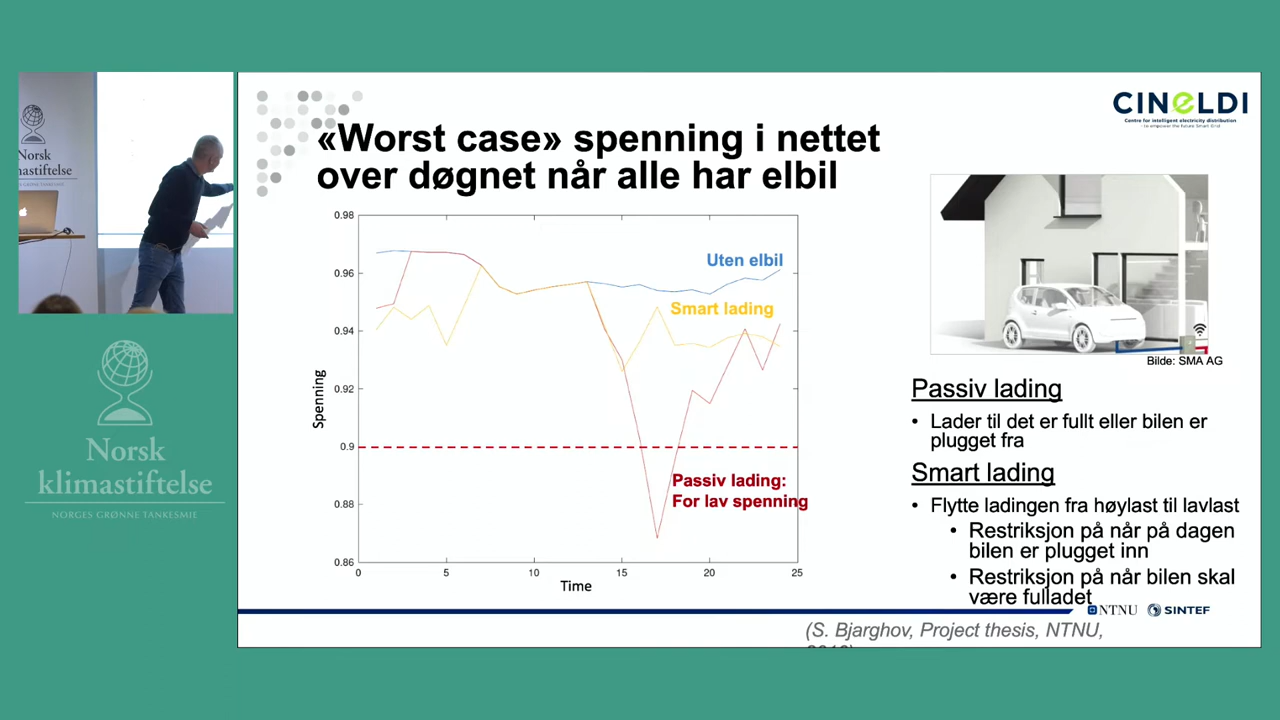 Norsk
mastiftelse
CINELDI
Centre for intelligent electricity distribution
- to empower the future Smart Grid
«Worst case» spenning i nettet
over døgnet når alle har elbil
0.98
0.96
0.94
0.92
0.9
0.88
0.86
0
5
10
15
20
25
Spenning
Time
Uten elbil
Smart lading
Passiv lading:
For lav spenning
Bilde: SMA AG
Passiv lading
• Lader til det er fullt eller bilen er
plugget fra
Smart lading
• Flytte ladingen fra høylast til lavlast
• Restriksjon på når på dagen
bilen er plugget inn
• Restriksjon på når bilen skal
være fulladet
NTNU
SINTEF
(S. Bjarghov, Project thesis, NTNU,
Norsk
klimastiftelse
NORGES GRØNNE TANKESMIE